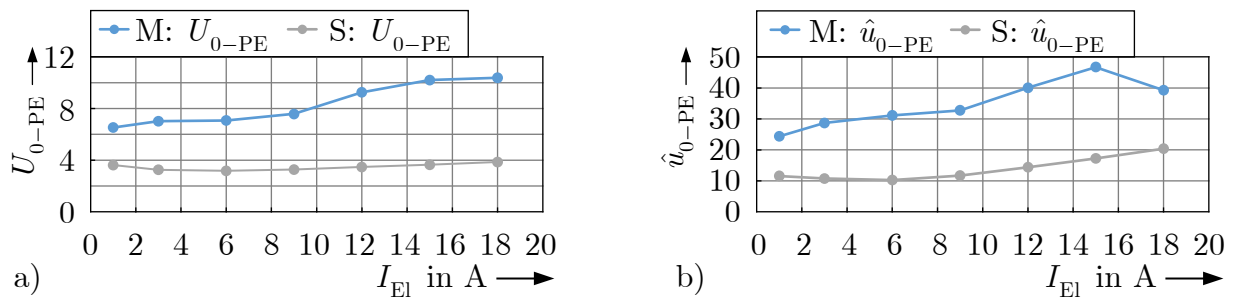 M: U0−PE S: U0−PE
12
8
4
0
U0−PE
0 2 4 6 8 10 12 14 16 18 20
a)
IEl in A
M: û0−PE S: û0−PE
50
40
30
20
10
0
û0−PE
0 2 4 6 8 10 12 14 16 18 20
b)
IEl in A